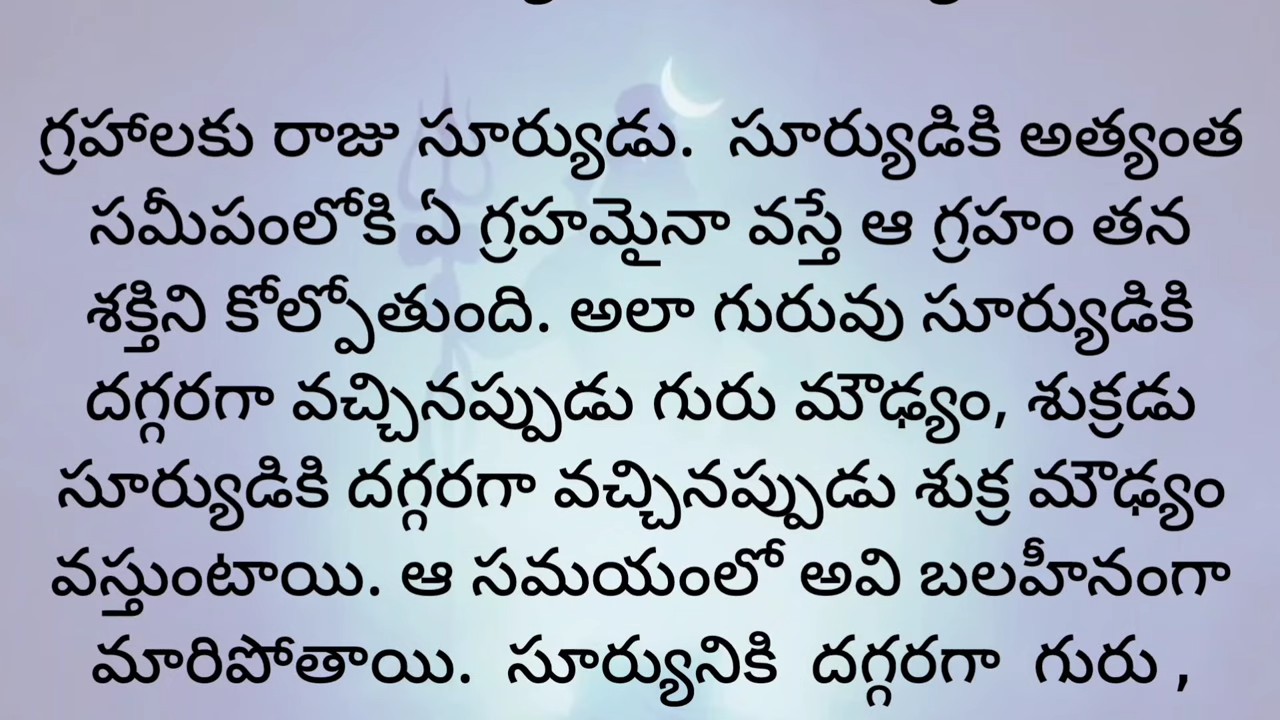 గ్రహాలకు రాజు సూర్యుడు. సూర్యుడికి అత్యంత
సమీపంలోకి ఏ గ్రహమైనా వస్తే ఆ గ్రహం తన
శక్తిని కోల్పోతుంది. అలా గురువు సూర్యుడికి
దగ్గరగా వచ్చినప్పుడు గురు మౌఢ్యం, శుక్రడు
సూర్యుడికి దగ్గరగా వచ్చినప్పుడు శుక్ర మౌఢ్యం
వస్తుంటాయి. ఆ సమయంలో అవి బలహీనంగా
మారిపోతాయి. సూర్యునికి దగ్గరగా గురు ,